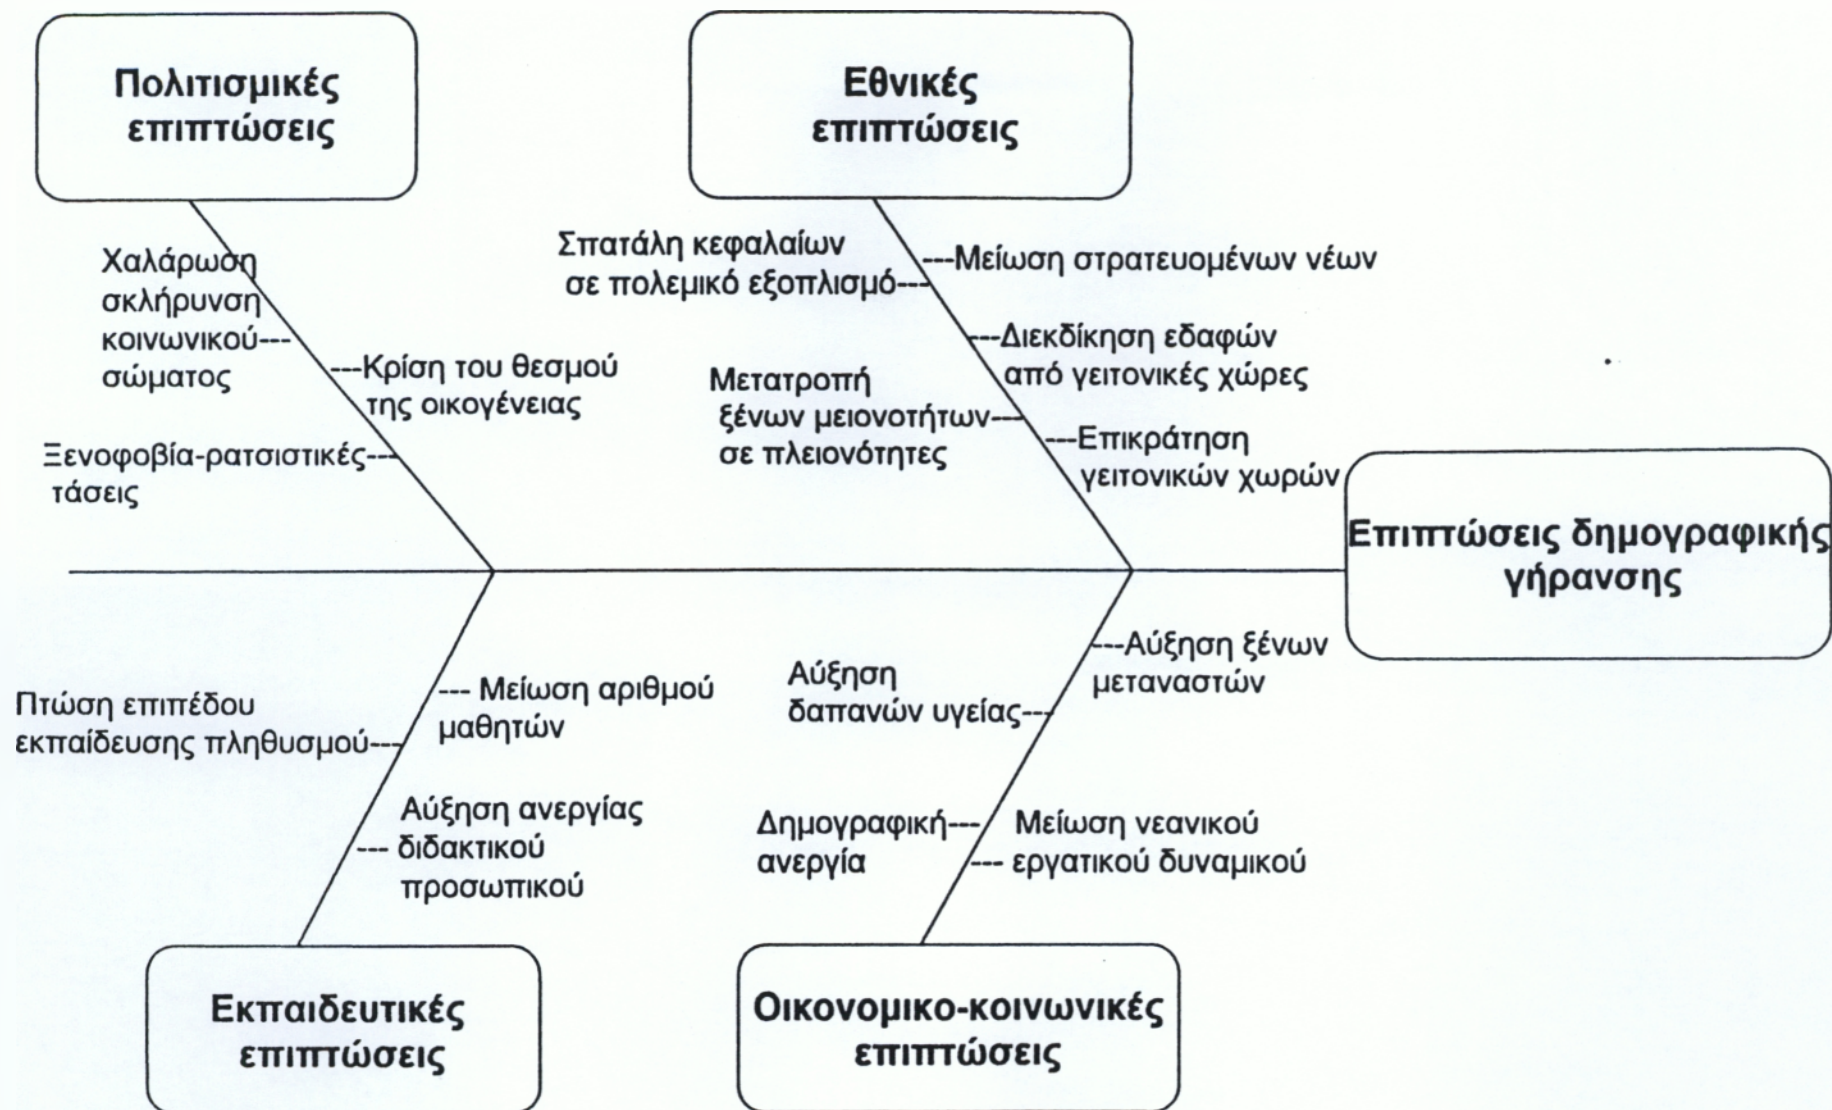 Πολιτισμικές
επιπτώσεις
Εθνικές
επιπτώσεις
Χαλάρωση
σκλήρυνση
κοινωνικού---
σώματος
---Κρίση του θεσμού
της οικογένειας
Ξενοφοβία-ρατσιστικές---
τάσεις
Σπατάλη κεφαλαίων
σε πολεμικό εξοπλισμό---
---Μείωση στρατευομένων νέων
---Διεκδίκηση εδαφών
από γειτονικές χώρες
Μετατροπή
ξένων μειονοτήτων---
σε πλειονότητες
---Επικράτηση
γειτονικών χωρών
Επιπτώσεις δημογραφικής
γήρανσης
Πτώση επιπέδου
εκπαίδευσης πληθυσμού---
--- Μείωση αριθμού
μαθητών
Αύξηση ανεργίας
--- διδακτικού
προσωπικού
Αύξηση
δαπανών υγείας---
---Αύξηση ξένων
μεταναστών
Δημογραφική---
ανεργία
Μείωση νεανικού
--- εργατικού δυναμικού
Εκπαιδευτικές
επιπτώσεις
Οικονομικο-κοινωνικές
επιπτώσεις